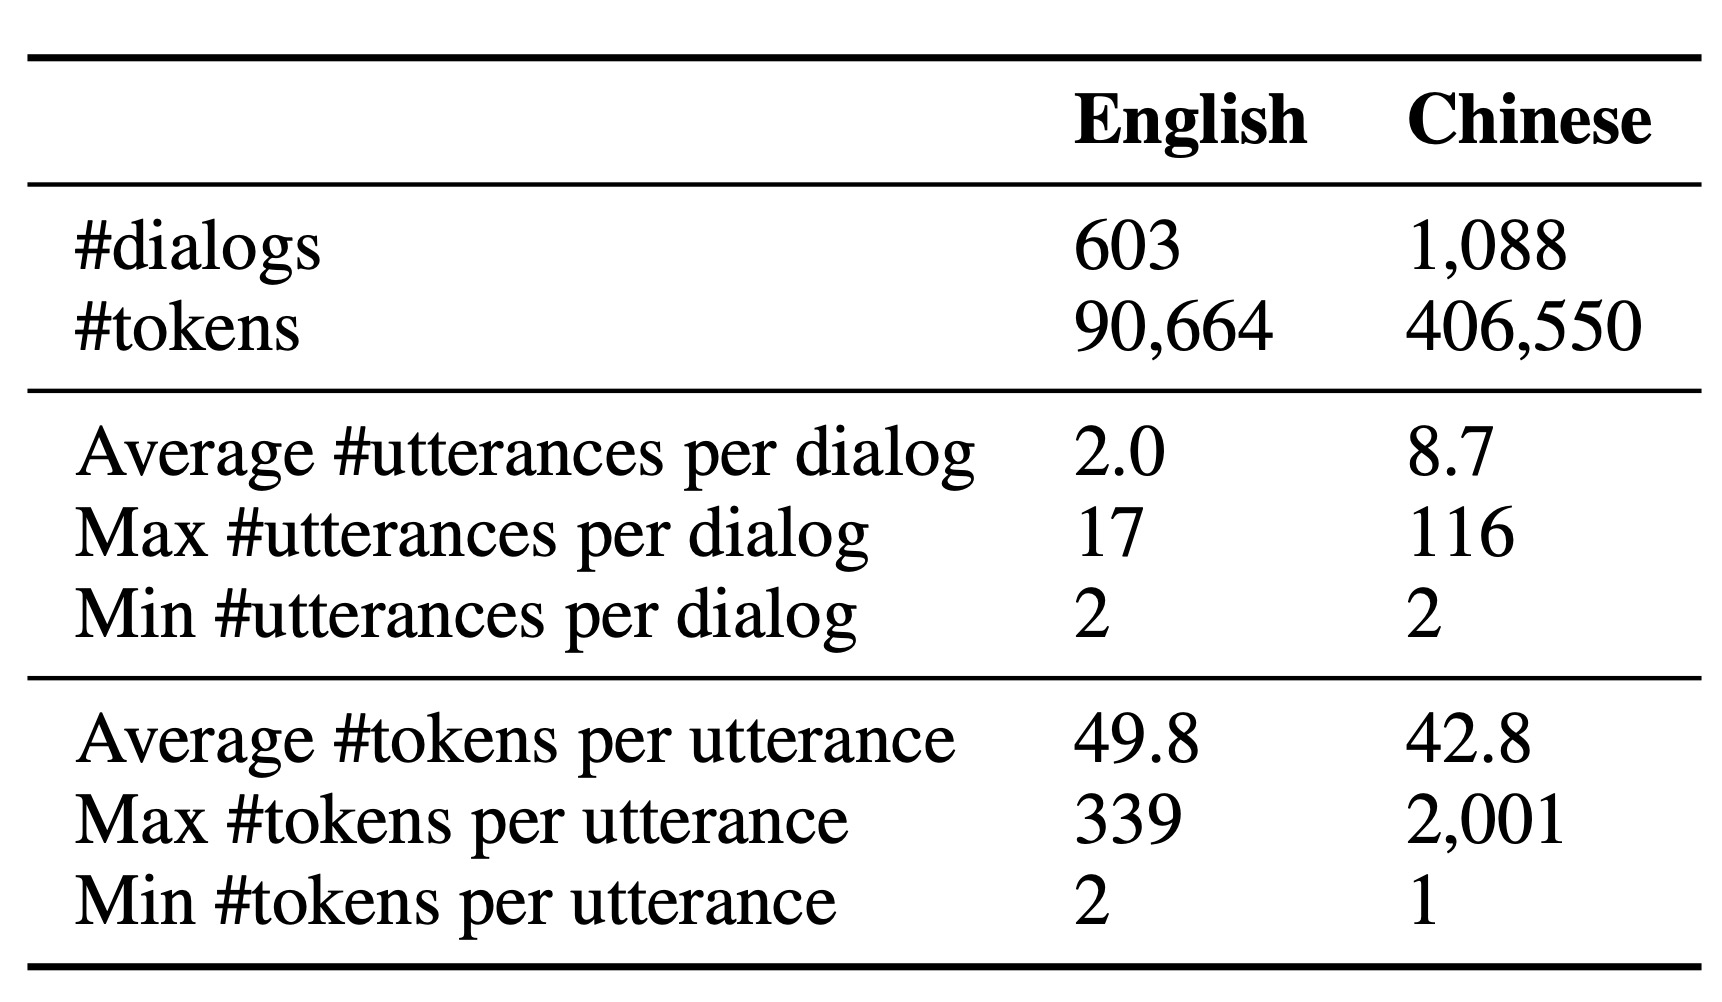 English Chinese
#dialogs 603 1,088
#tokens 90,664 406,550
Average #utterances per dialog 2.0 8.7
Max #utterances per dialog 17 116
Min #utterances per dialog 2 2
Average #tokens per utterance 49.8 42.8
Max #tokens per utterance 339 2,001
Min #tokens per utterance 2 1